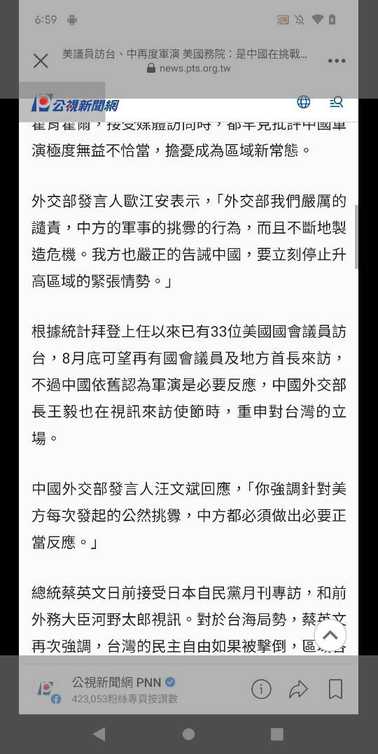 6:59
美議員訪台、中再度軍演 美國務院：是中國在挑戰...
news.pts.org.tw
公視新聞網
霍肯霍爾，接受媒體訪問時，都罕見批評中國軍
演極度無益不恰當，擔憂成為區域新常態。
外交部發言人歐江安表示，「外交部我們嚴厲的
譴責，中方的軍事的挑釁的行為，而且不斷地製
造危機。我方也嚴正的告誡中國，要立刻停止升
高區域的緊張情勢。」
根據統計拜登上任以來已有33位美國國會議員訪
台，8月底可望再有國會議員及地方首長來訪，
不過中國依舊認為軍演是必要反應，中國外交部
長王毅也在視訊來訪使節時，重申對台灣的立
場。
中國外交部發言人汪文斌回應，「你強調針對美
方每次發起的公然挑釁，中方都必須做出必要正
當反應。」
總統蔡英文日前接受日本自民黨月刊專訪，和前
外務大臣河野太郎視訊。對於台海局勢，蔡英文
再次強調，台灣的民主自由如果被擊倒，區域各
公視新聞網 PNN
423,053粉絲專頁按讚數